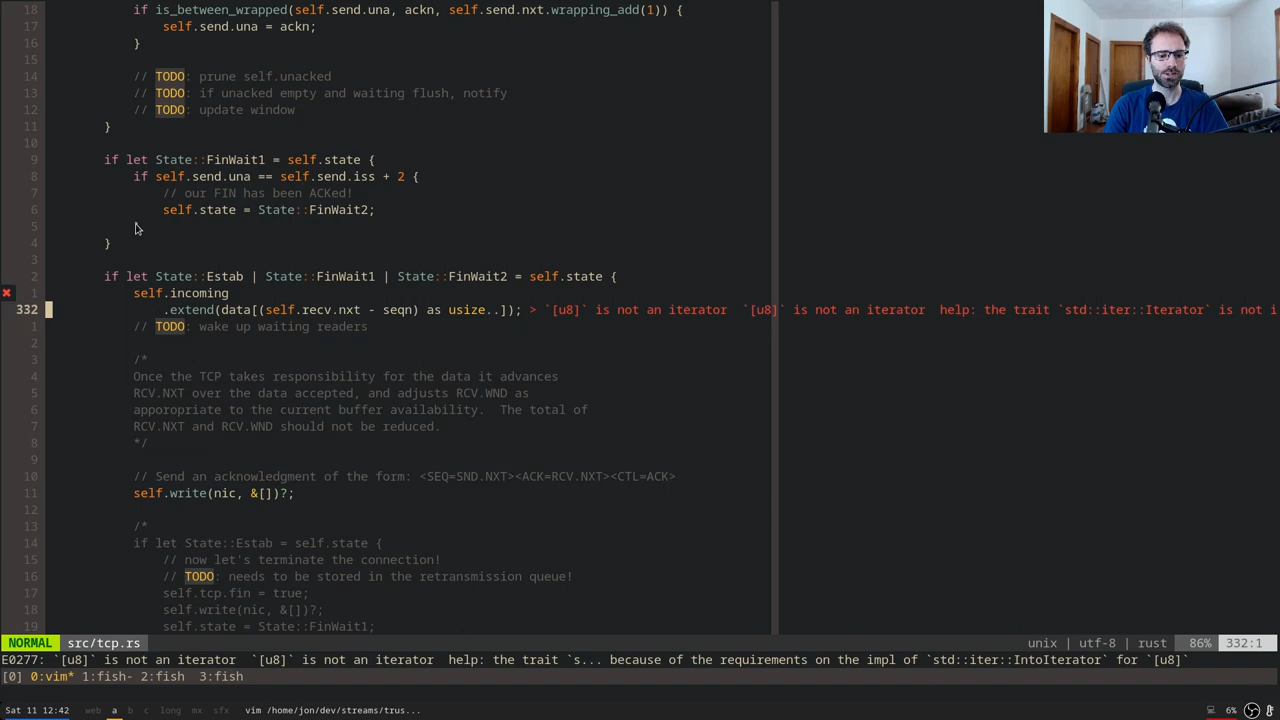 18 if is_between_wrapped(self.send.una, ackn, self.send.nxt.wrapping_add(1)) {
17 self.send.una = ackn;
16 }
15
14 // TODO: prune self.unacked
13 // TODO: if unacked empty and waiting flush, notify
12 // TODO: update window
11 }
10
9 if let State::FinWait1 = self.state {
8 if self.send.una == self.send.iss + 2 {
7 // our FIN has been ACKed!
6 self.state = State::FinWait2;
5
4 }
3
2 if let State::Estab | State::FinWait1 | State::FinWait2 = self.state {
1 self.incoming
332 .extend(data[(self.recv.nxt - seqn) as usize..]); > `[u8]` is not an iterator `[u8]` is not an iterator help: the trait `std::iter::Iterator` is not i
1 // TODO: wake up waiting readers
2
3 /*
4 Once the TCP takes responsibility for the data it advances
5 RCV.NXT over the data accepted, and adjusts RCV.WND as
6 apporopriate to the current buffer availability. The total of
7 RCV.NXT and RCV.WND should not be reduced.
8 */
9
10 // Send an acknowledgment of the form: <SEQ=SND.NXT><ACK=RCV.NXT><CTL=ACK>
11 self.write(nic, &[])?;
12
13 /*
14 if let State::Estab = self.state {
15 // now let's terminate the connection!
16 // TODO: needs to be stored in the retransmission queue!
17 self.tcp.fin = true;
18 self.write(nic, &[])?;
19 self.state = State::FinWait1;
NORMAL src/tcp.rs unix | utf-8 | rust 86% 332:1
E0277: `[u8]` is not an iterator `[u8]` is not an iterator help: the trait `s... because of the requirements on the impl of `std::iter::IntoIterator` for `[u8]`
[0] 0:vim* 1:fish- 2:fish 3:fish
Sat 11 12:42 web a b c long mx sfx vim /home/jon/dev/streams/trus... 6%